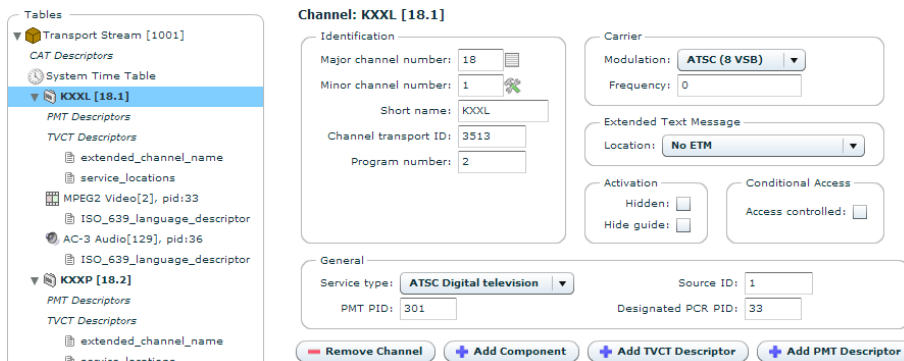 Tables
Transport Stream [1001]
CAT Descriptors
System Time Table
KXXL [18.1]
PMT Descriptors
TVCT Descriptors
extended_channel_name
service_locations
MPEG2 Video[2], pid:33
ISO_639_language_descriptor
AC-3 Audio[129], pid:36
ISO_639_language_descriptor
KXXP [18.2]
PMT Descriptors
TVCT Descriptors
extended_channel_name
service_locations
Channel: KXXL [18.1]
Identification
Major channel number: 18
Minor channel number: 1
Short name: KXXL
Channel transport ID: 3513
Program number: 2
Carrier
Modulation: ATSC (8 VSB)
Frequency: 0
Extended Text Message
Location: No ETM
Activation
Hidden:
Hide guide:
Conditional Access
Access controlled:
General
Service type: ATSC Digital television
Source ID: 1
PMT PID: 301
Designated PCR PID: 33
Remove Channel
Add Component
Add TVCT Descriptor
Add PMT Descriptor